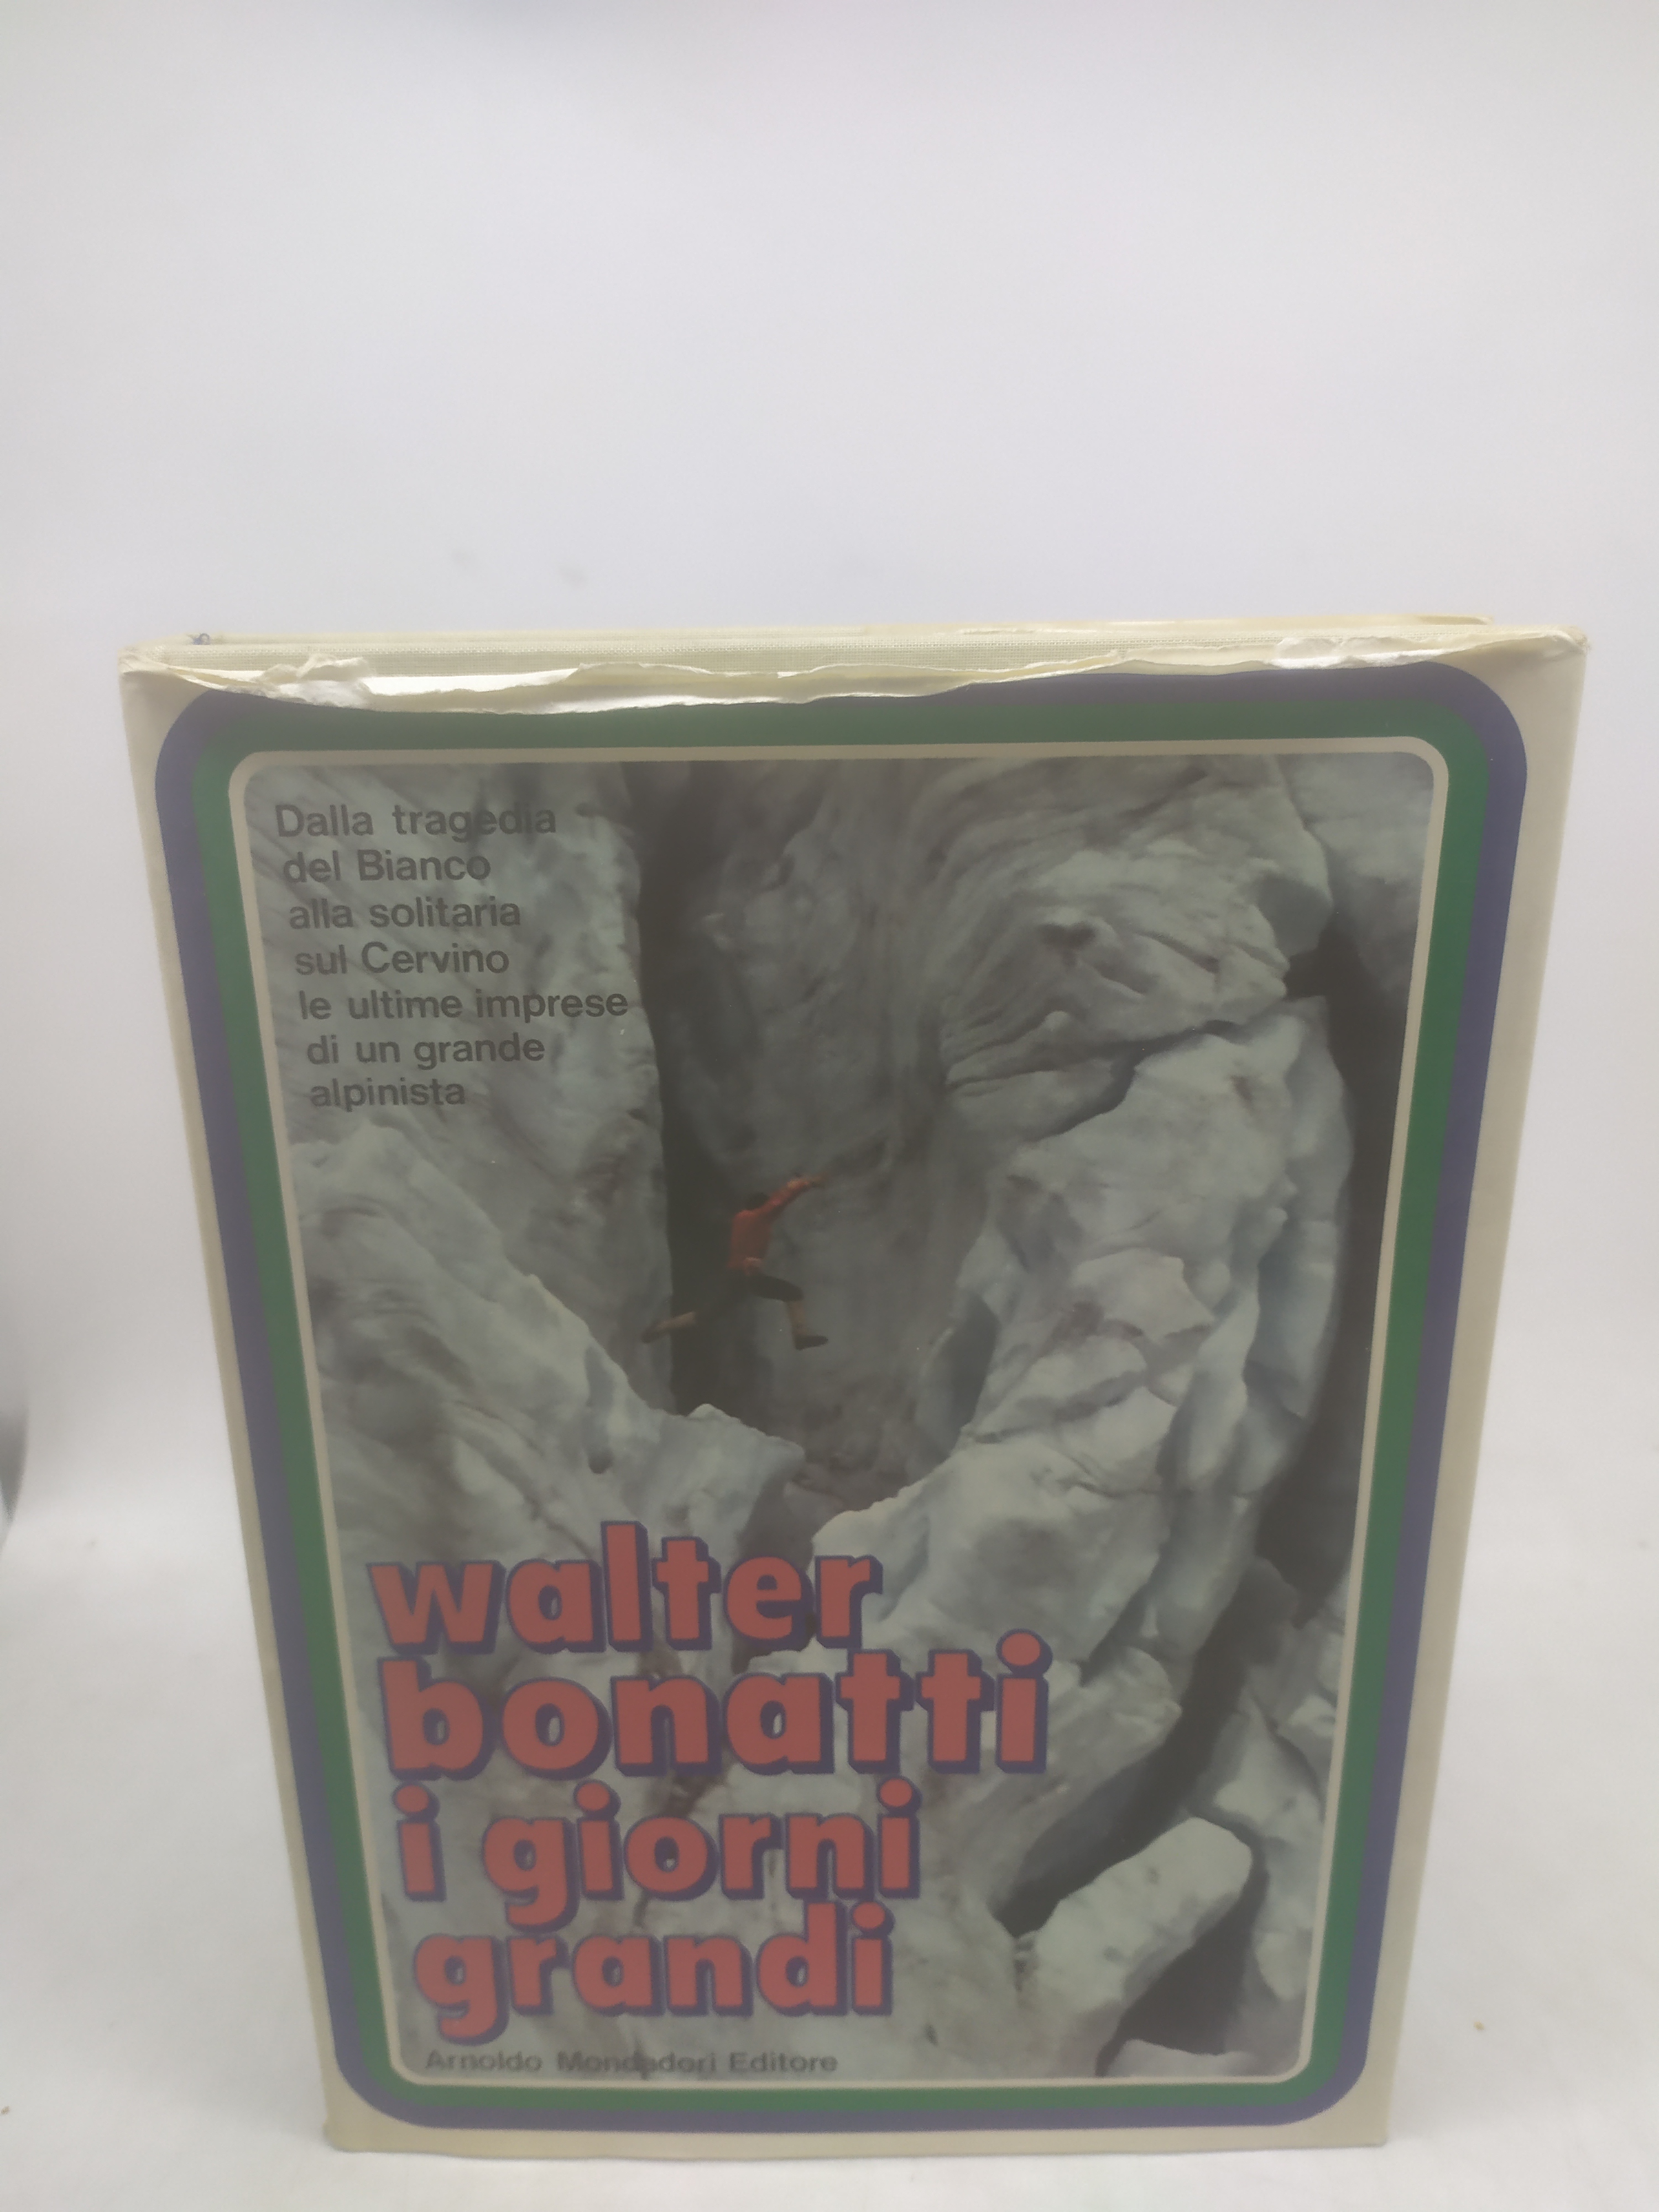 Dalla tragedia
del Bianco
alla solitaria
sul Cervino
le ultime imprese
di un grande
alpinista
walter
bonatti
i giorni
grandi
Arnoldo Mondadori Editore